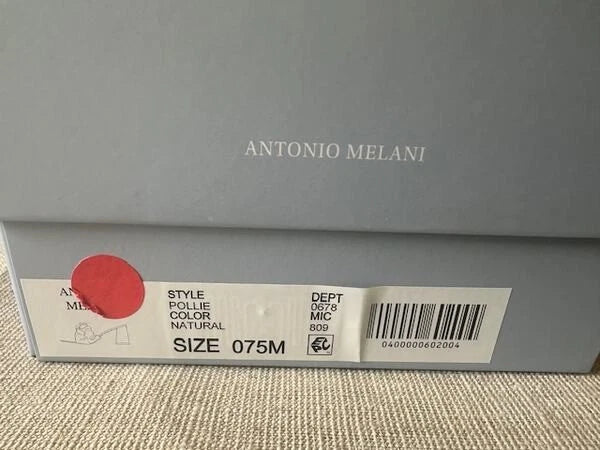 ANTONIO MELANI
STYLE
POLLIE
COLOR
NATURAL
SIZE 075M
DEPT
0678
MIC
809
0400000602004